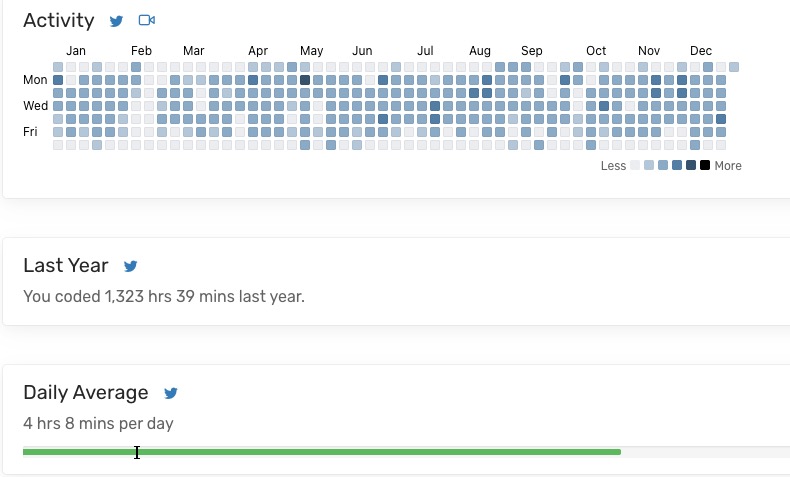 Activity
Jan Feb Mar Apr May Jun Jul Aug Sep Oct Nov Dec
Mon
Wed
Fri
Less More
Last Year
You coded 1,323 hrs 39 mins last year.
Daily Average
4 hrs 8 mins per day